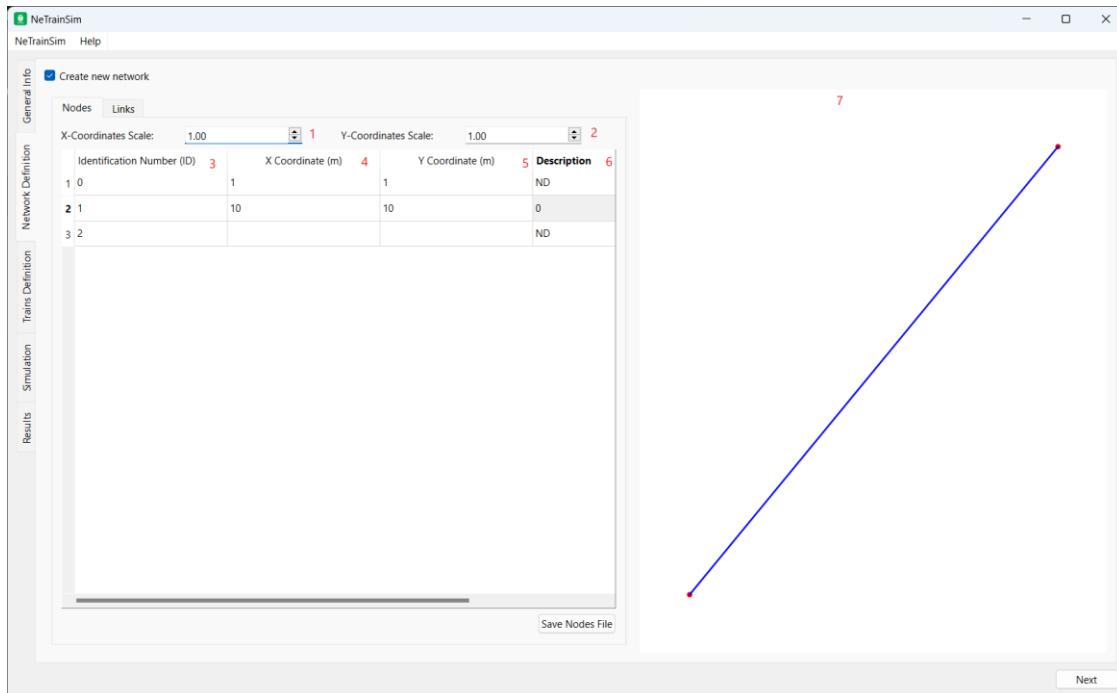 NeTrainSim
NeTrainSim Help
General Info
Network Definition
Trains Definition
Simulation
Results
Create new network
Nodes Links
X-Coordinates Scale: 1.00 1 Y-Coordinates Scale: 1.00 2
Identification Number (ID) 3 X Coordinate (m) 4 Y Coordinate (m) 5 Description 6
1 0 1 1 ND
2 1 10 10 0
3 2 ND
Save Nodes File
7
Next